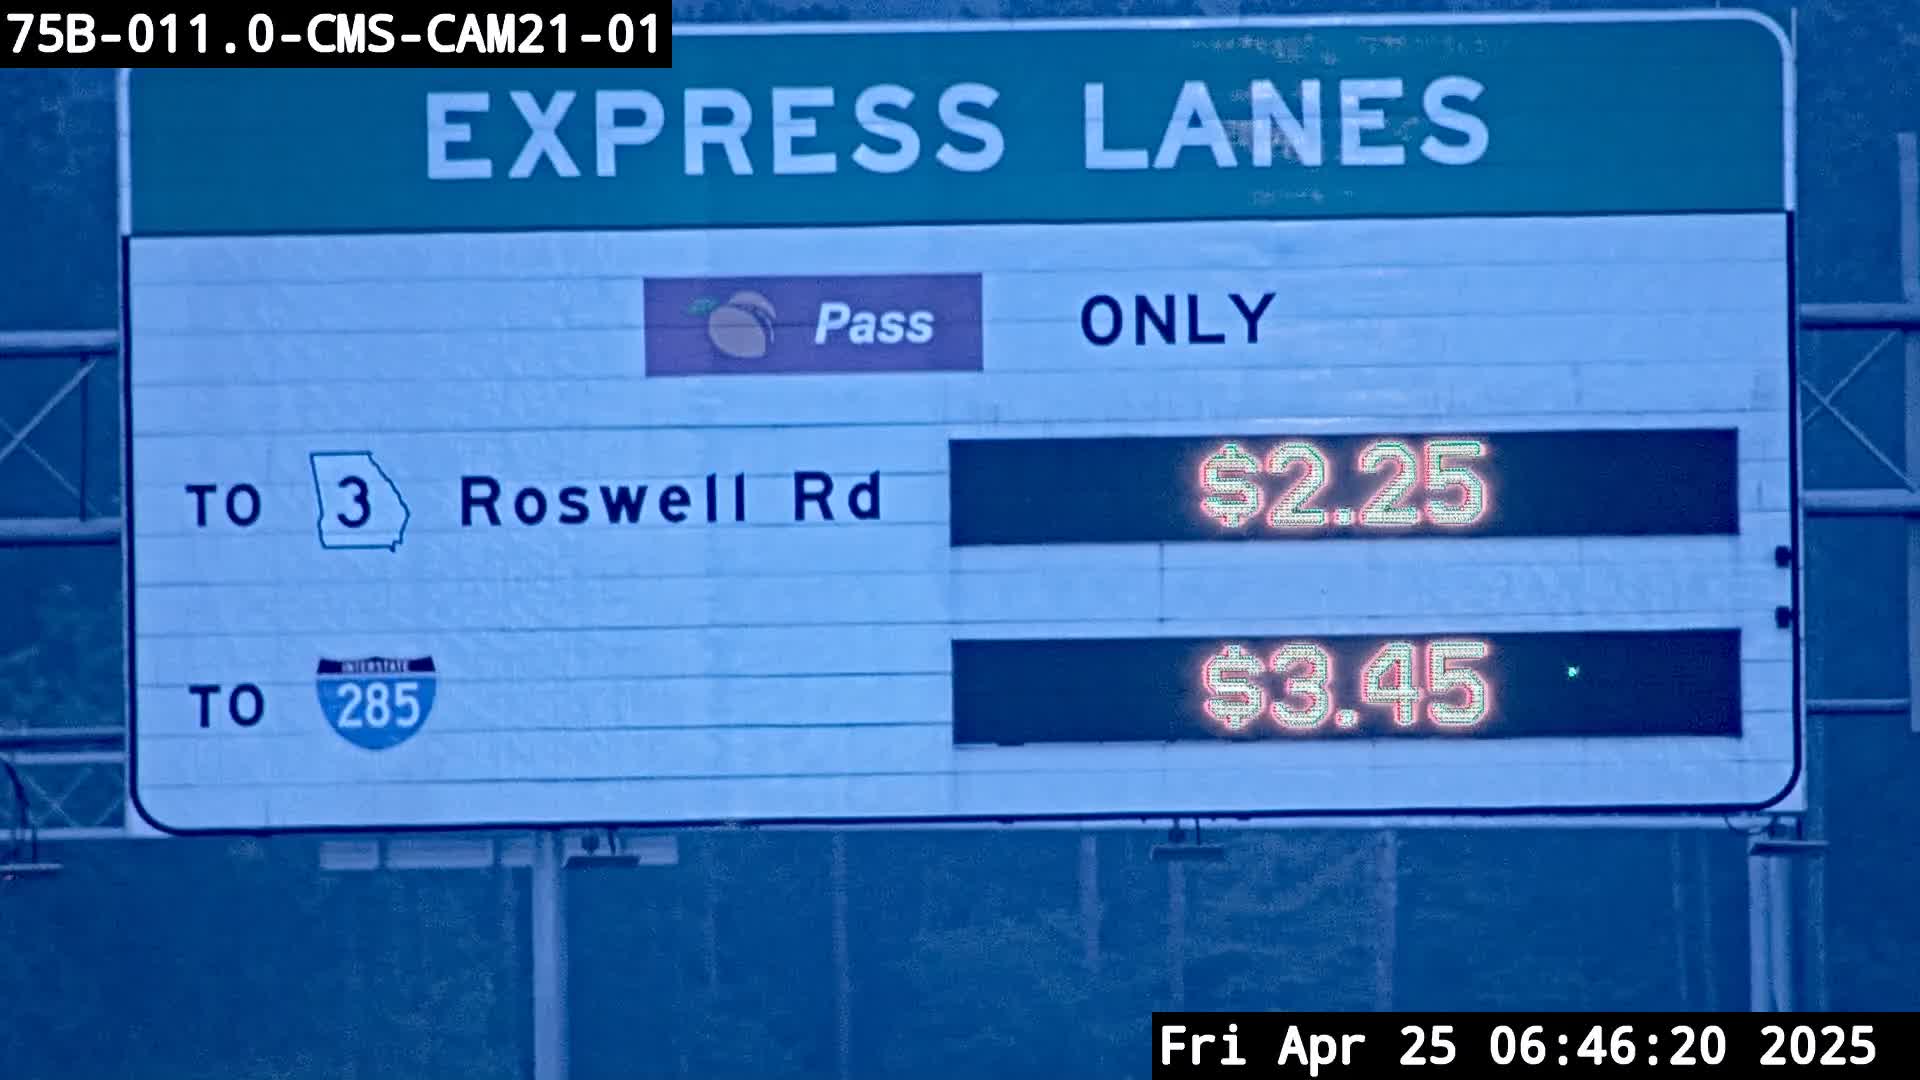 75B-011.0-CMS-CAM21-01
EXPRESS LANES
Pass ONLY
TO 3 Roswell Rd $2.25
INTERSTATE
TO 285 $3.45
Fri Apr 25 06:46:20 2025